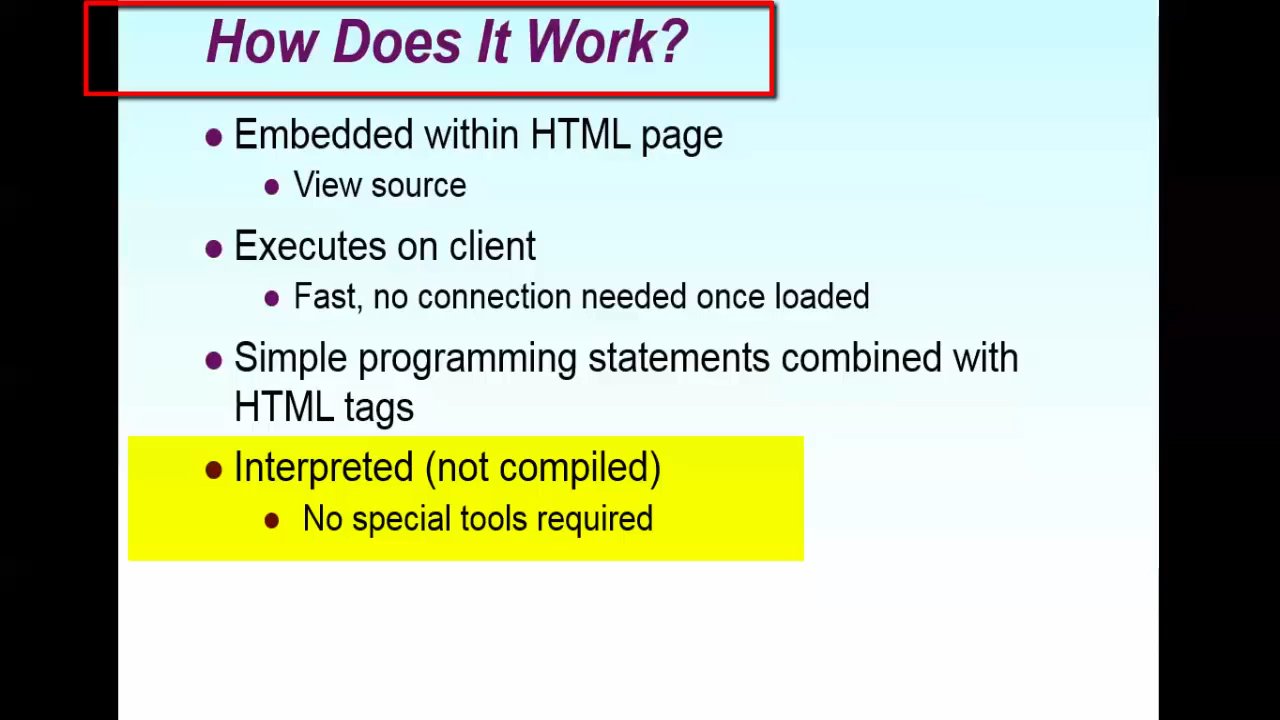 How Does It Work?
• Embedded within HTML page
• View source
• Executes on client
• Fast, no connection needed once loaded
• Simple programming statements combined with
HTML tags
• Interpreted (not compiled)
• No special tools required